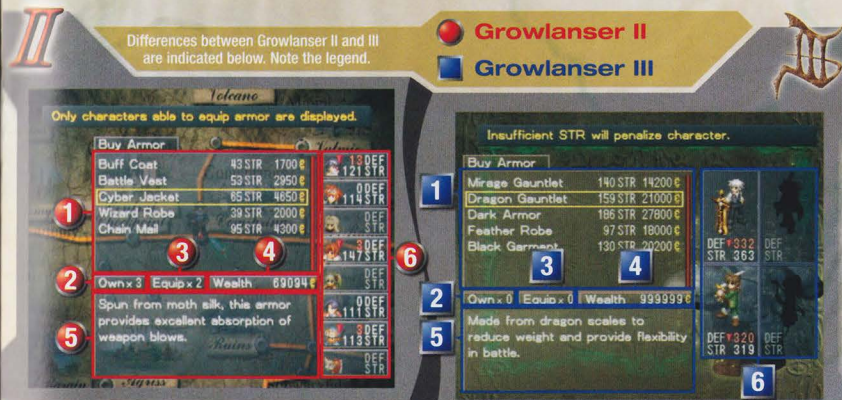 II
Differences between Growlanser II and III
are indicated below. Note the legend.
Growlanser II
Growlanser III
III
Volcano
Only characters able to equip armor are displayed.
Buy Armor
Buff Coat 43 STR 1700¢
Battle Vest 53 STR 2950¢
Cyber Jacket 65 STR 4650¢
Wizard Robe 39 STR 2000¢
Chain Mail 95 STR 4300¢
1
3
4
2
Own x 3 Equip x 2 Wealth 69094¢
5
Spun from moth silk, this armor
provides excellent absorption of
weapon blows.
Ruins
Agriss
13 DEF
121 STR
0 DEF
114 STR
DEF
STR
3 DEF
147 STR
DEF
STR
0 DEF
111 STR
3 DEF
113 STR
DEF
STR
6
Insufficient STR will penalize character.
Buy Armor
1
Mirage Gauntlet 140 STR 14200¢
Dragon Gauntlet 159 STR 21000¢
Dark Armor 186 STR 27800¢
Feather Robe 97 STR 18000¢
Black Garment 130 STR 20200¢
3
4
2
Own x 0 Equip x 0 Wealth 999999¢
5
Made from dragon scales to
reduce weight and provide flexibility
in battle.
DEF▼332 DEF
STR 363 STR
DEF▼320 DEF
STR 319 STR
6